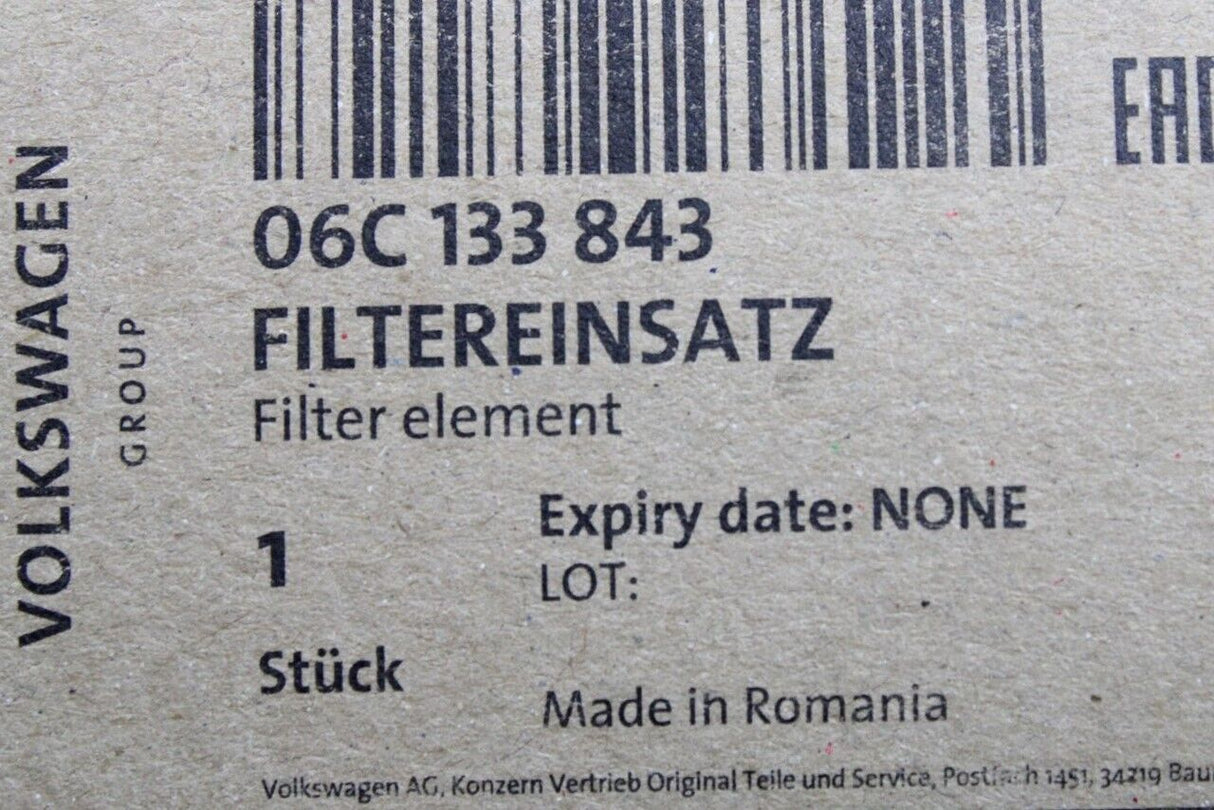 VOLKSWAGEN
GROUP
EAC
06C 133 843
FILTEREINSATZ
Filter element
1
Expiry date: NONE
LOT:
Stück
Made in Romania
Volkswagen AG, Konzern Vertrieb Original Teile und Service, Postfach 1451, 34219